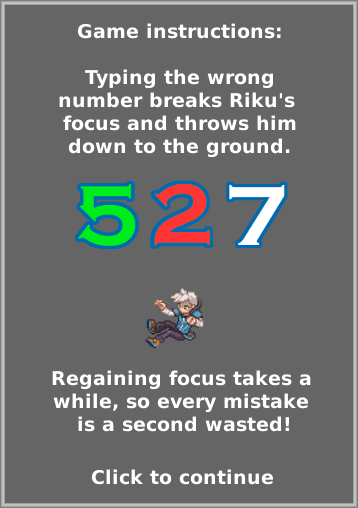 Game instructions:
Typing the wrong
number breaks Riku's
focus and throws him
down to the ground.
527
Regaining focus takes a
while, so every mistake
is a second wasted!
Click to continue